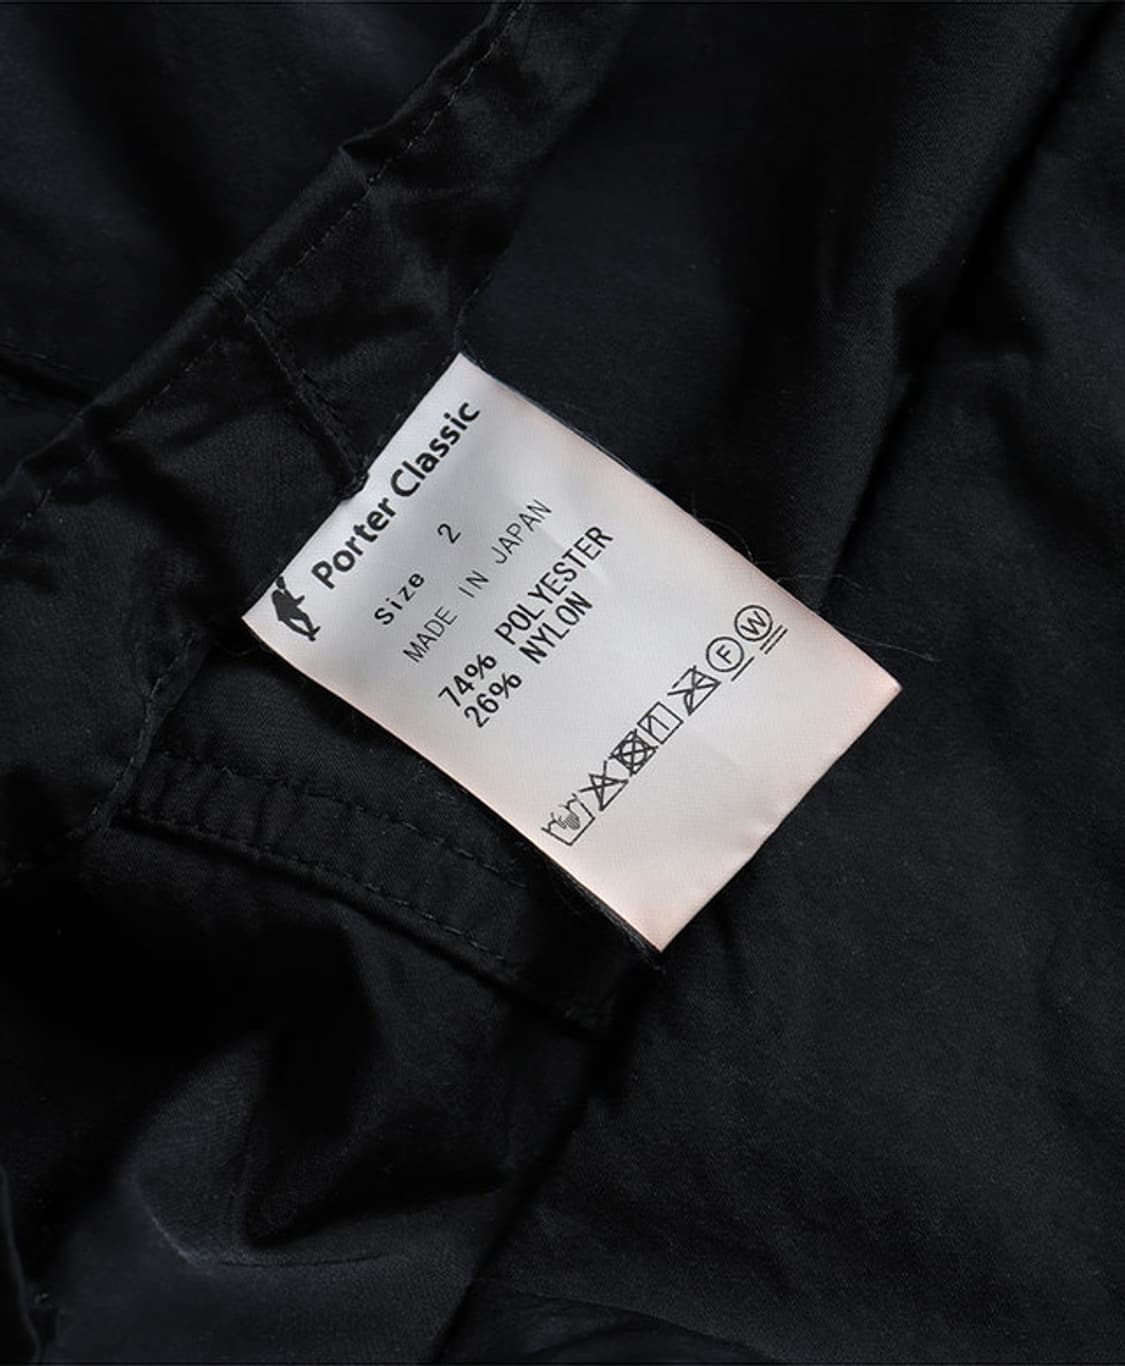 Porter Classic
Size 2
MADE IN JAPAN
74% POLYESTER
26% NYLON
F W